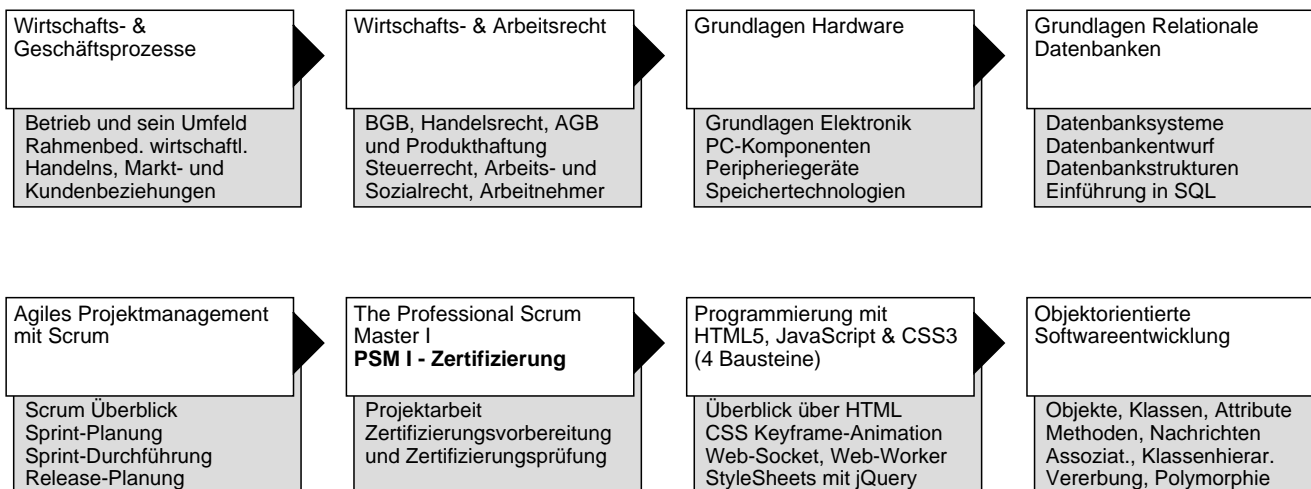 Wirtschafts- &
Geschäftsprozesse
Betrieb und sein Umfeld
Rahmenbed. wirtschaftl.
Handelns, Markt- und
Kundenbeziehungen
Wirtschafts- & Arbeitsrecht
BGB, Handelsrecht, AGB
und Produkthaftung
Steuerrecht, Arbeits- und
Sozialrecht, Arbeitnehmer
Grundlagen Hardware
Grundlagen Elektronik
PC-Komponenten
Peripheriegeräte
Speichertechnologien
Grundlagen Relationale
Datenbanken
Datenbanksysteme
Datenbankentwurf
Datenbankstrukturen
Einführung in SQL
Agiles Projektmanagement
mit Scrum
Scrum Überblick
Sprint-Planung
Sprint-Durchführung
Release-Planung
The Professional Scrum
Master I
PSM I - Zertifizierung
Projektarbeit
Zertifizierungsvorbereitung
und Zertifizierungsprüfung
Programmierung mit
HTML5, JavaScript & CSS3
(4 Bausteine)
Überblick über HTML
CSS Keyframe-Animation
Web-Socket, Web-Worker
StyleSheets mit jQuery
Objektorientierte
Softwareentwicklung
Objekte, Klassen, Attribute
Methoden, Nachrichten
Assoziat., Klassenhierar.
Vererbung, Polymorphie